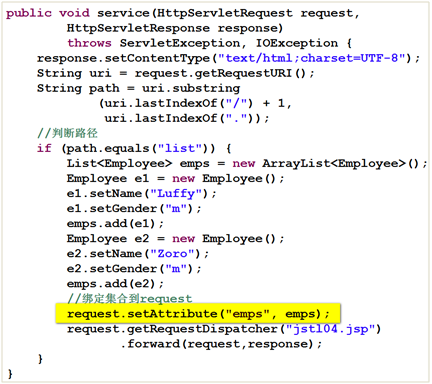 public void service(HttpServletRequest request,
HttpServletResponse response)
throws ServletException, IOException {
response.setContentType("text/html;charset=UTF-8");
String uri = request.getRequestURI();
String path = uri.substring
(uri.lastIndexOf("/") + 1,
uri.lastIndexOf("."));
//判断路径
if (path.equals("list")) {
List<Employee> emps = new ArrayList<Employee>();
Employee e1 = new Employee();
e1.setName("Luffy");
e1.setGender("m");
emps.add(e1);
Employee e2 = new Employee();
e2.setName("Zoro");
e2.setGender("m");
emps.add(e2);
//绑定集合到request
request.setAttribute("emps", emps);
request.getRequestDispatcher("jstl04.jsp")
.forward(request,response);
}
}